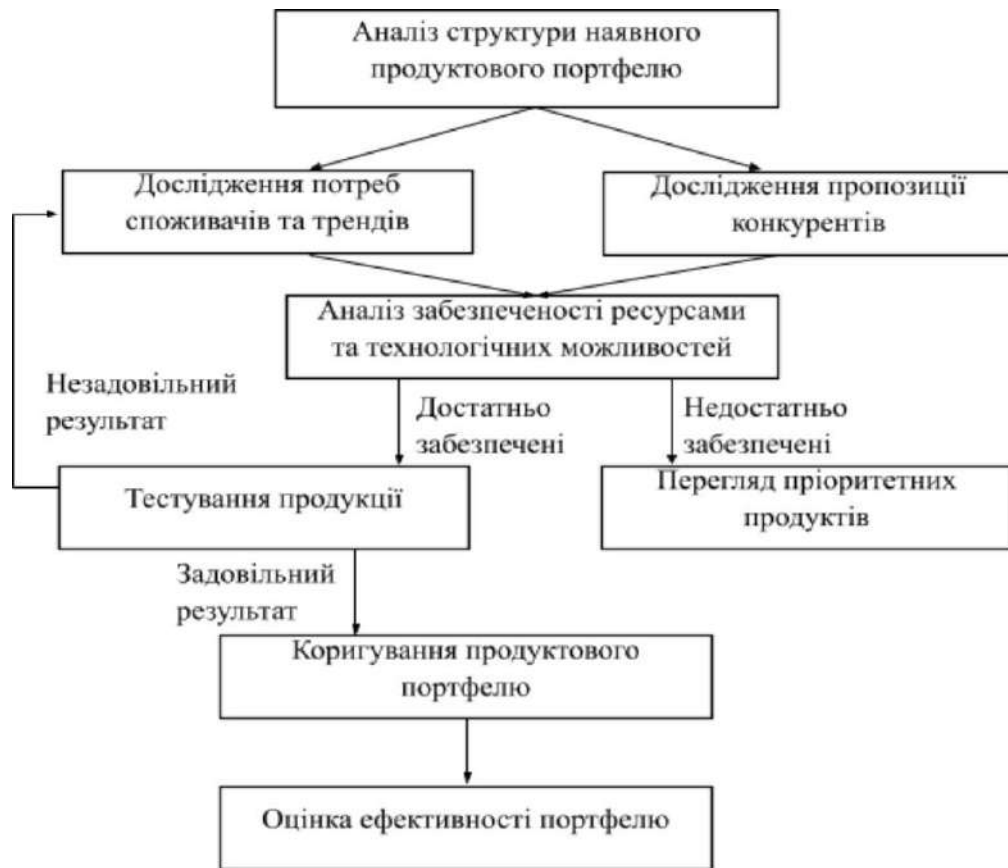 Аналіз структури наявного
продуктового портфелю
Дослідження потреб
споживачів та трендів
Дослідження пропозиції
конкурентів
Аналіз забезпеченості ресурсами
та технологічних можливостей
Незадовільний
результат
Достатньо
забезпечені
Недостатньо
забезпечені
Тестування продукції
Перегляд пріоритетних
продуктів
Задовільний
результат
Коригування продуктового
портфелю
Оцінка ефективності портфелю